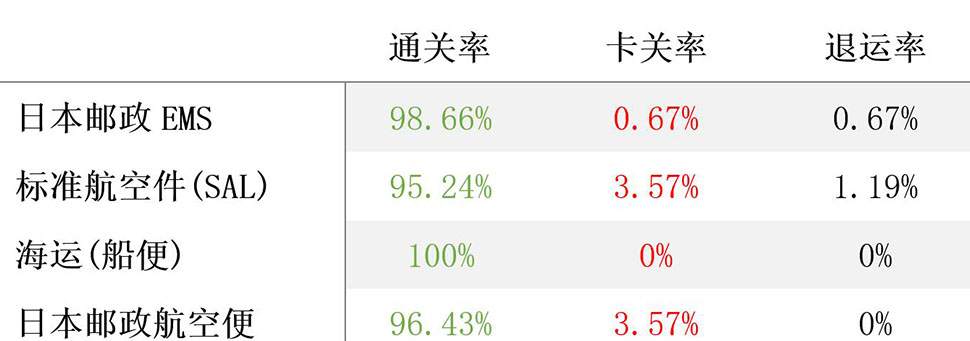 通关率 卡关率 退运率
日本邮政 EMS 98.66% 0.67% 0.67%
标准航空件(SAL) 95.24% 3.57% 1.19%
海运(船便) 100% 0% 0%
日本邮政航空便 96.43% 3.57% 0%